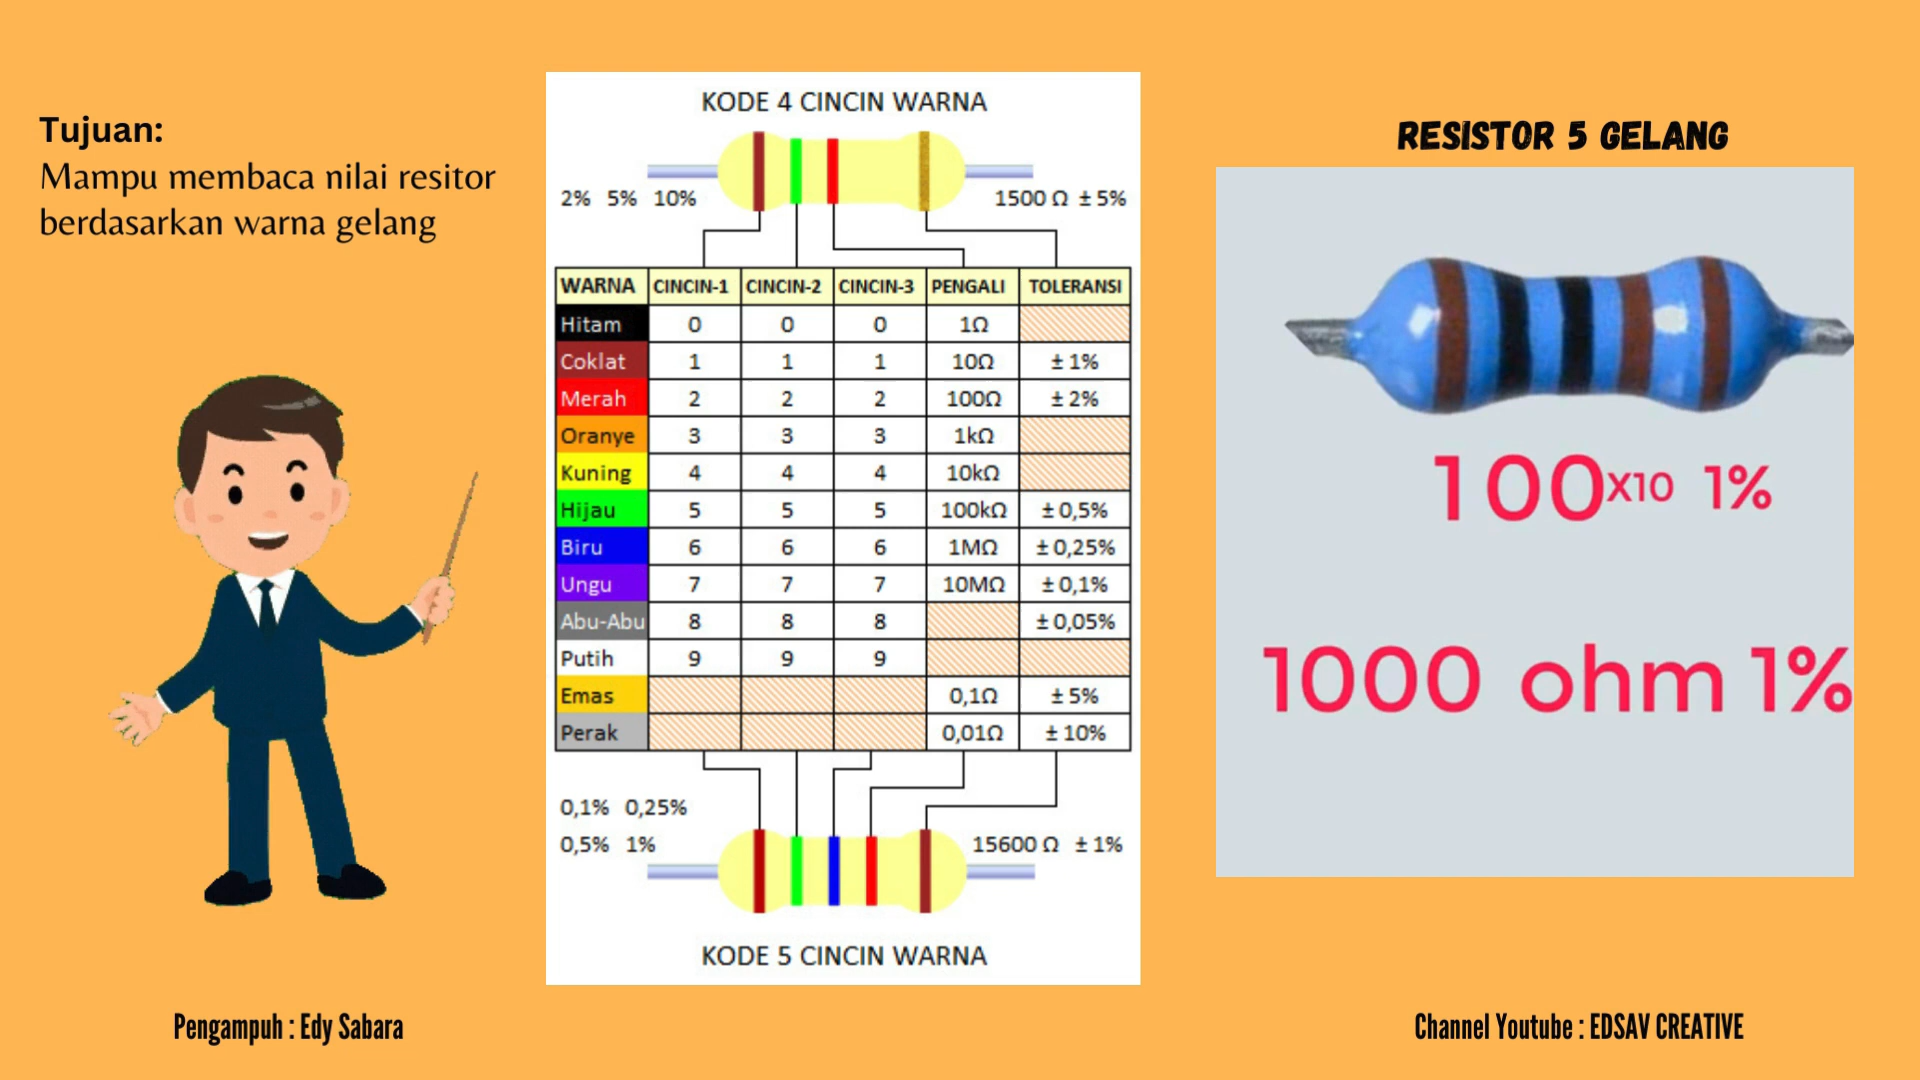 Tujuan:
Mampu membaca nilai resitor
berdasarkan warna gelang
KODE 4 CINCIN WARNA
2% 5% 10%
1500 Ω ± 5%
WARNA CINCIN-1 CINCIN-2 CINCIN-3 PENGALI TOLERANSI
Hitam 0 0 0 1Ω
Coklat 1 1 1 10Ω ± 1%
Merah 2 2 2 100Ω ± 2%
Oranye 3 3 3 1kΩ
Kuning 4 4 4 10kΩ
Hijau 5 5 5 100kΩ ± 0,5%
Biru 6 6 6 1MΩ ± 0,25%
Ungu 7 7 7 10MΩ ± 0,1%
Abu-Abu 8 8 8 ± 0,05%
Putih 9 9 9
Emas 0,1Ω ± 5%
Perak 0,01Ω ± 10%
0,1% 0,25%
0,5% 1%
15600 Ω ± 1%
KODE 5 CINCIN WARNA
RESISTOR 5 GELANG
100X10 1%
1000 ohm 1%
Pengampuh : Edy Sabara
Channel Youtube : EDSAV CREATIVE